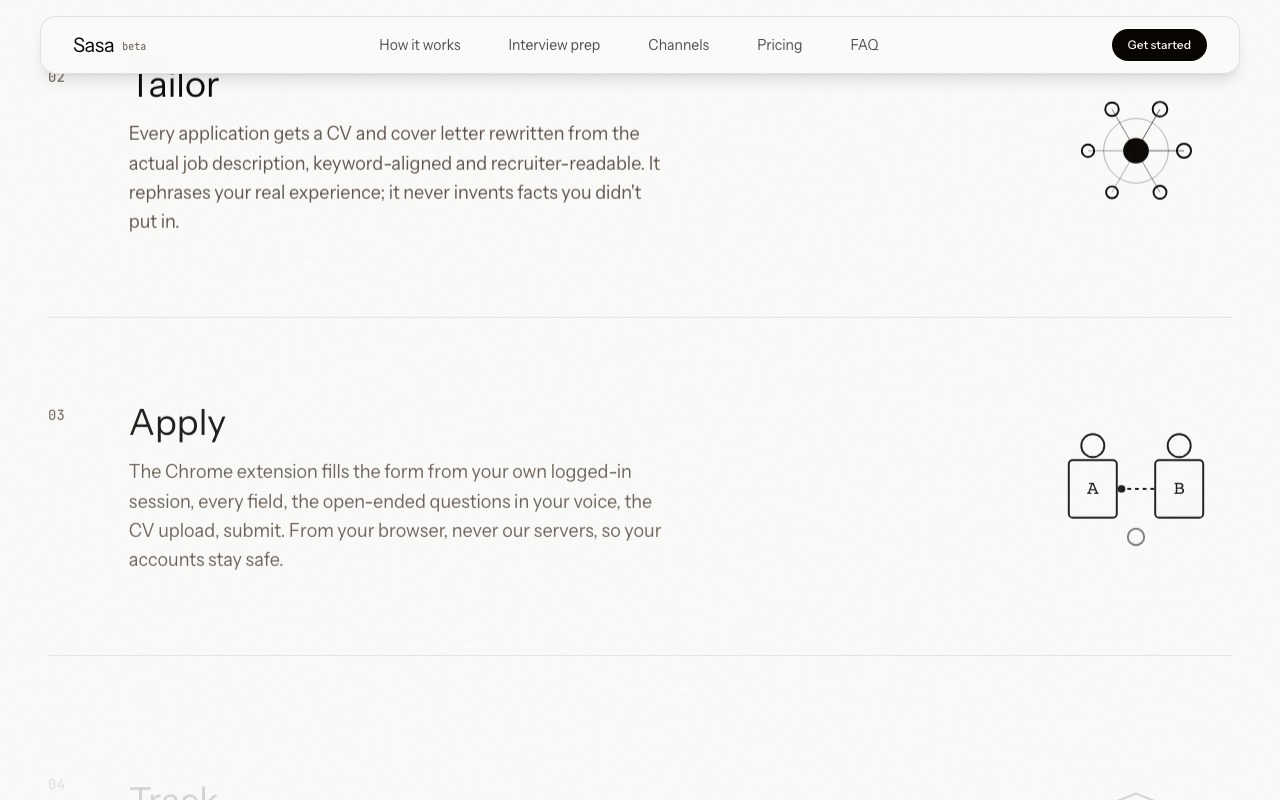 Sasa beta
How it works
Interview prep
Channels
Pricing
FAQ
Get started
02
Tailor
Every application gets a CV and cover letter rewritten from the
actual job description, keyword-aligned and recruiter-readable. It
rephrases your real experience; it never invents facts you didn't
put in.
03
Apply
The Chrome extension fills the form from your own logged-in
session, every field, the open-ended questions in your voice, the
CV upload, submit. From your browser, never our servers, so your
accounts stay safe.
A
B
04
Track